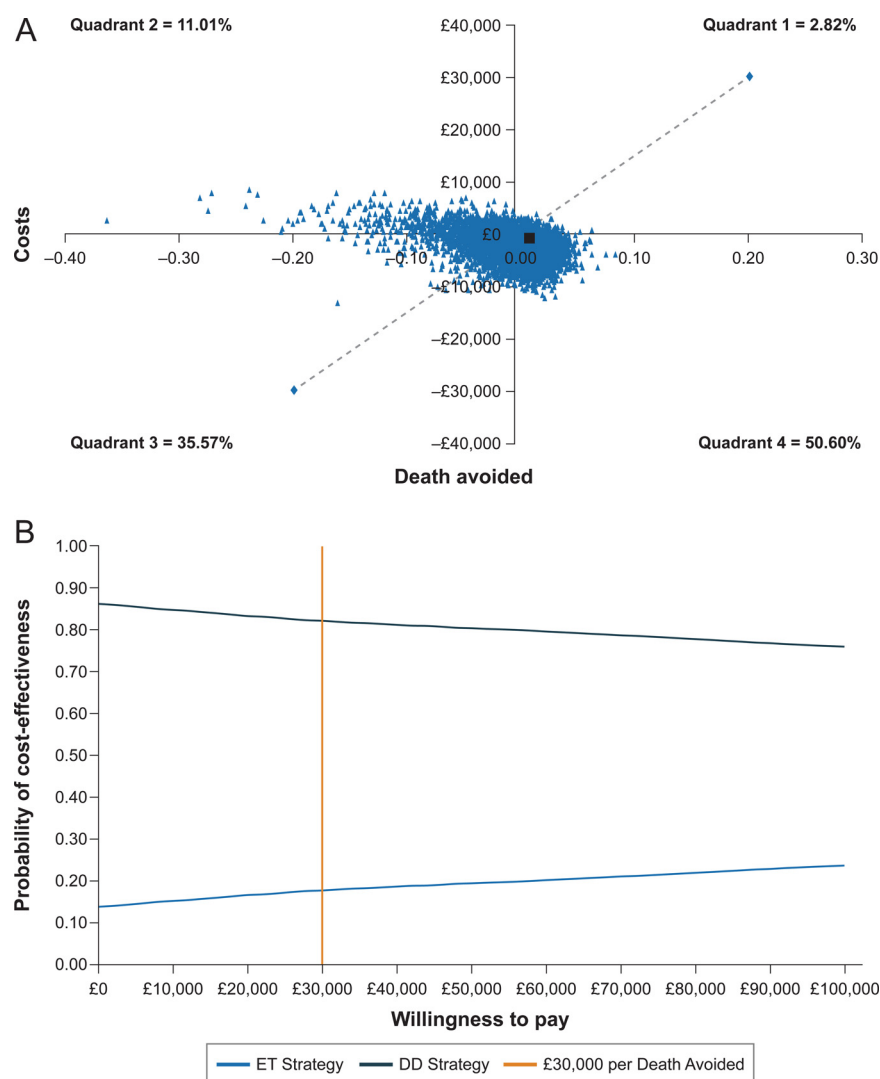 A
Quadrant 2 = 11.01%
Quadrant 1 = 2.82%
£40,000
£30,000
£20,000
£10,000
£0
–£10,000
–£20,000
–£30,000
–£40,000
Costs
–0.40
–0.30
–0.20
–0.10
0.00
0.10
0.20
0.30
Quadrant 3 = 35.57%
Quadrant 4 = 50.60%
Death avoided
B
Probability of cost-effectiveness
1.00
0.90
0.80
0.70
0.60
0.50
0.40
0.30
0.20
0.10
0.00
£0 £10,000 £20,000 £30,000 £40,000 £50,000 £60,000 £70,000 £80,000 £90,000 £100,000
Willingness to pay
ET Strategy DD Strategy £30,000 per Death Avoided